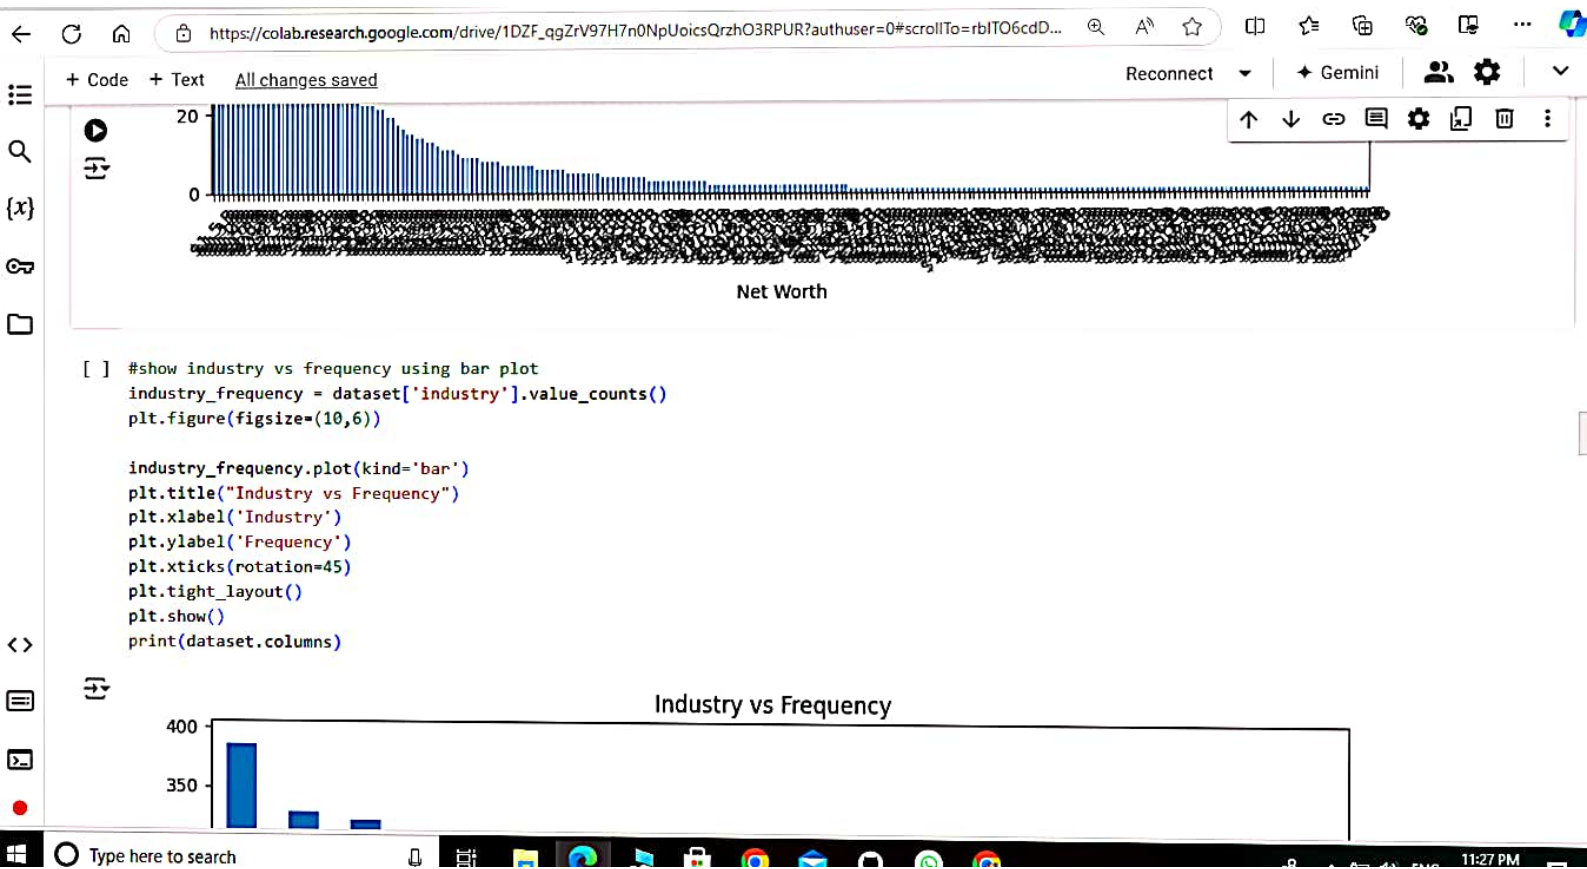 https://colab.research.google.com/drive/1DZF_qgZrV97H7n0NpUoicsQrzhO3RPUR?authuser=0#scrollTo=rbITO6cdD...
+ Code + Text All changes saved
Reconnect
Gemini
20
0
Net Worth
{x}
[ ] #show industry vs frequency using bar plot
industry_frequency = dataset['industry'].value_counts()
plt.figure(figsize=(10,6))
industry_frequency.plot(kind='bar')
plt.title("Industry vs Frequency")
plt.xlabel('Industry')
plt.ylabel('Frequency')
plt.xticks(rotation=45)
plt.tight_layout()
plt.show()
print(dataset.columns)
Industry vs Frequency
400
350
Type here to search
11:27 PM